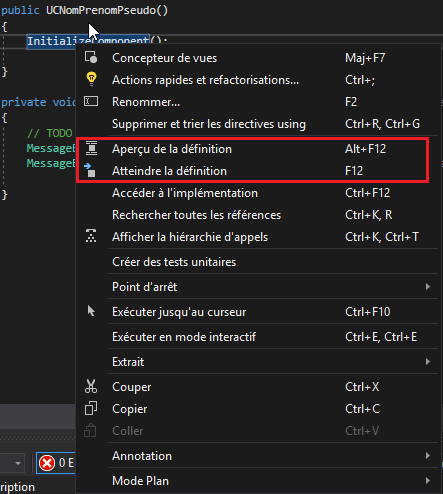 public UCNomPrenomPseudo()
{
InitializeComponent();
Concepteur de vues Maj+F7
}
Actions rapides et refactorisations... Ctrl+;
private void
Renommer... F2
{
Supprimer et trier les directives using Ctrl+R, Ctrl+G
// TODO
Aperçu de la définition Alt+F12
Atteindre la définition F12
}
Accéder à l'implémentation Ctrl+F12
Rechercher toutes les références Ctrl+K, R
Afficher la hiérarchie d'appels Ctrl+K, Ctrl+T
Créer des tests unitaires
Point d'arrêt
Exécuter jusqu'au curseur Ctrl+F10
Exécuter en mode interactif Ctrl+E, Ctrl+E
Extrait
Couper Ctrl+X
Copier Ctrl+C
Coller Ctrl+V
0 E
Annotation
Mode Plan